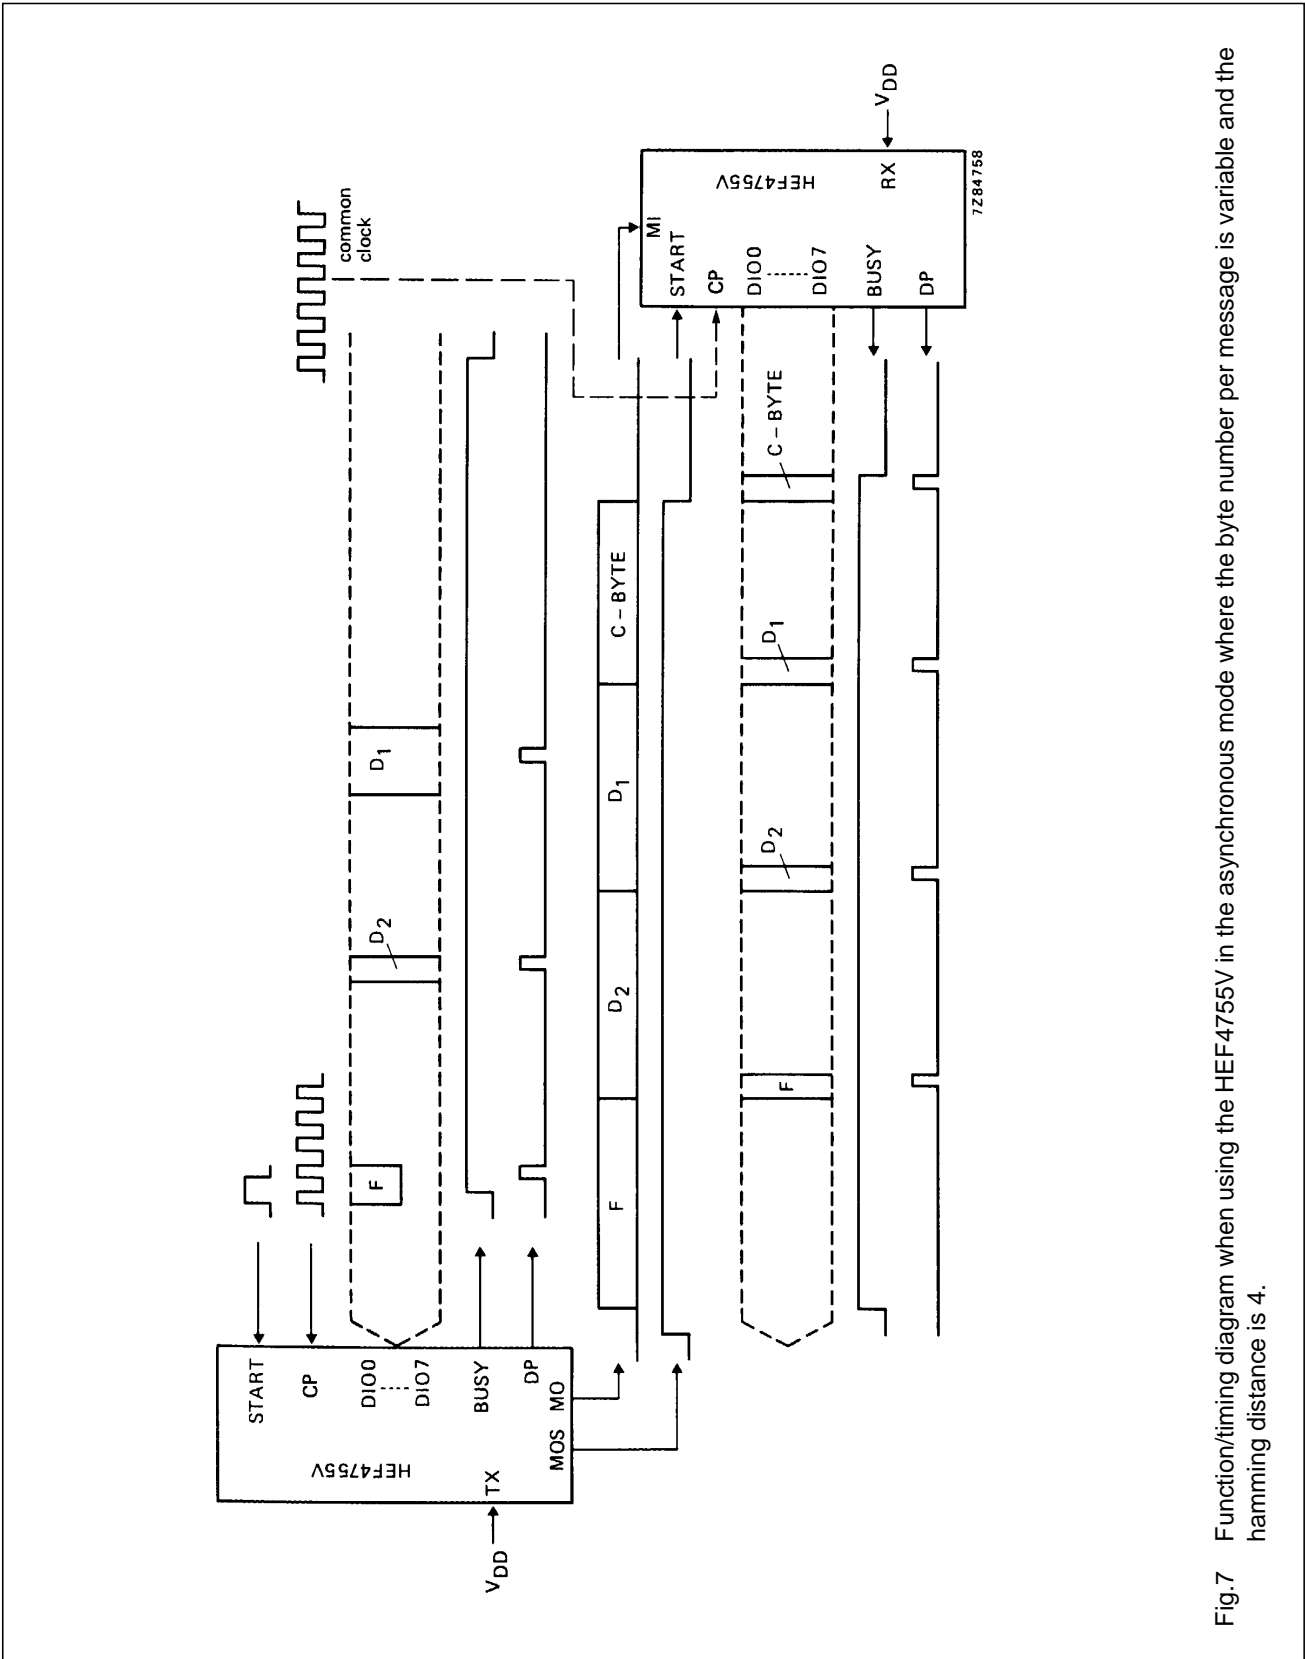 START
CP
DIO0
DIO7
BUSY
DP
MO
MOS
TX
HEF4755V
VDD
common
clock
F
D2
D1
F
D2
D1
C – BYTE
F
D2
D1
C – BYTE
MI
START
CP
DIO0
DIO7
BUSY
DP
HEF4755V
RX
VDD
7Z84758
Fig.7 Function/timing diagram when using the HEF4755V in the asynchronous mode where the byte number per message is variable and the
hamming distance is 4.